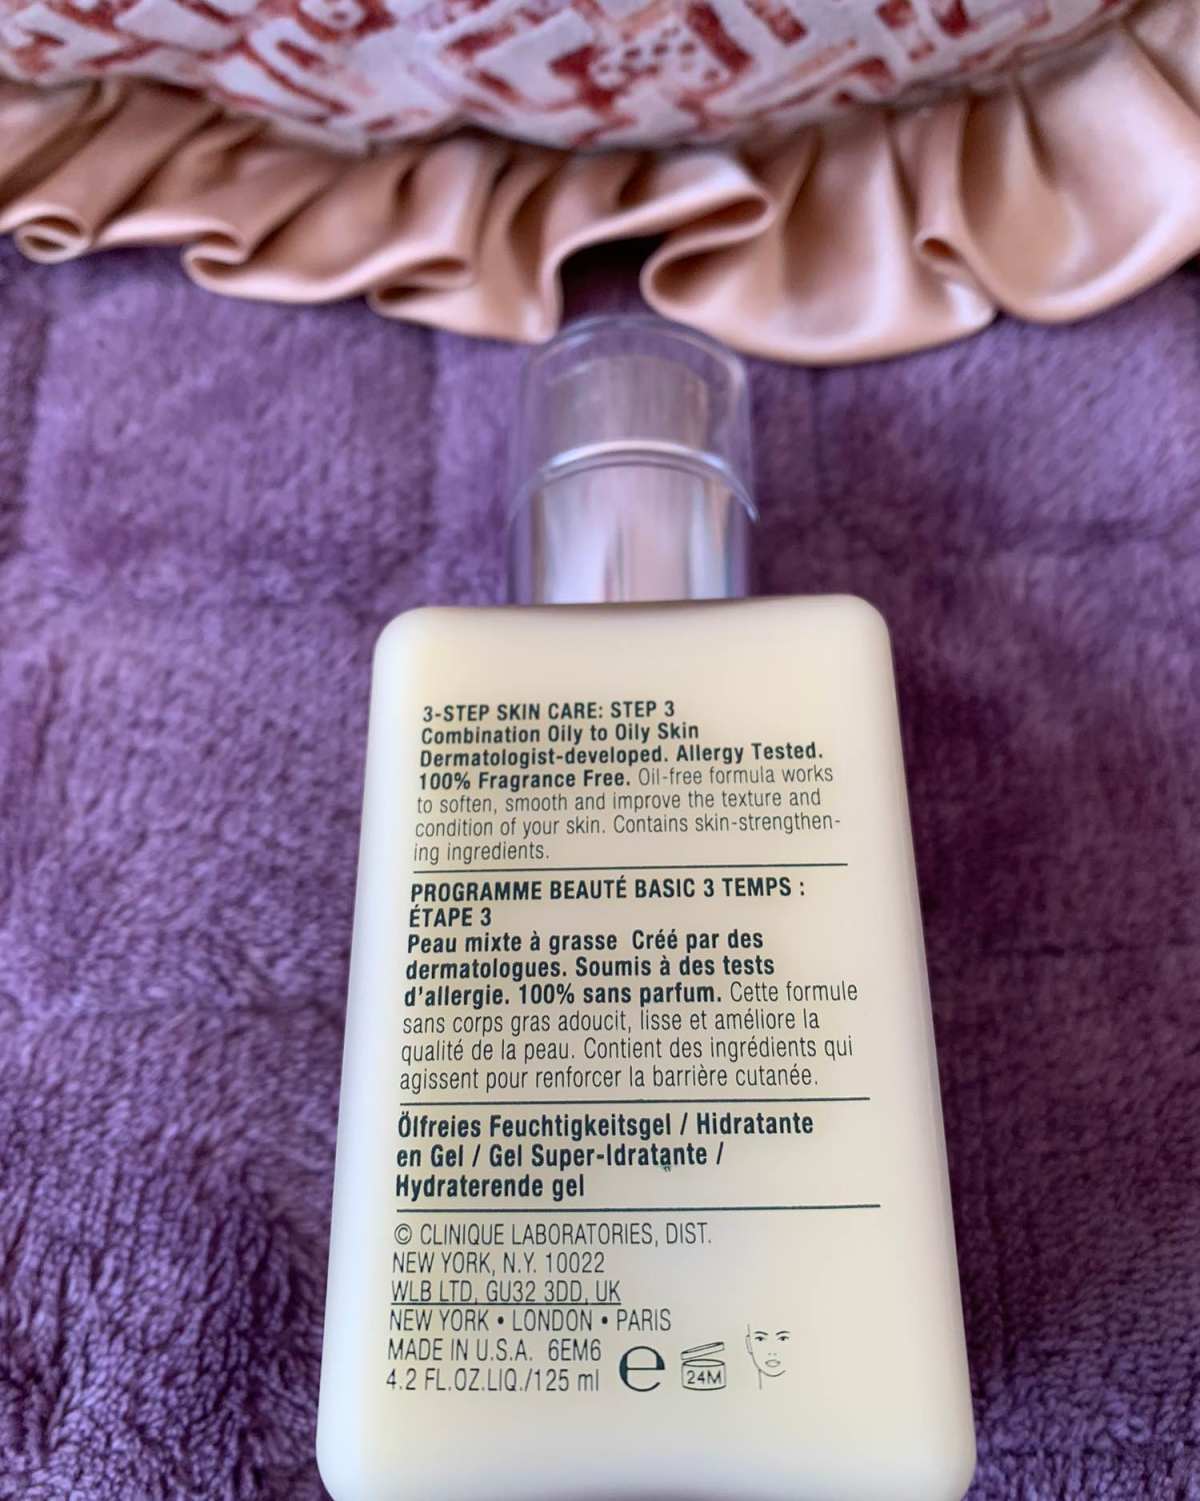 3-STEP SKIN CARE: STEP 3
Combination Oily to Oily Skin
Dermatologist-developed. Allergy Tested.
100% Fragrance Free. Oil-free formula works
to soften, smooth and improve the texture and
condition of your skin. Contains skin-strengthen-
ing ingredients.
PROGRAMME BEAUTÉ BASIC 3 TEMPS :
ÉTAPE 3
Peau mixte à grasse Créé par des
dermatologues. Soumis à des tests
d'allergie. 100% sans parfum. Cette formule
sans corps gras adoucit, lisse et améliore la
qualité de la peau. Contient des ingrédients qui
agissent pour renforcer la barrière cutanée.
Ölfreies Feuchtigkeitsgel / Hidratante
en Gel / Gel Super-Idratante /
Hydraterende gel
© CLINIQUE LABORATORIES, DIST.
NEW YORK, N.Y. 10022
WLB LTD, GU32 3DD, UK
NEW YORK • LONDON • PARIS
MADE IN U.S.A. 6EM6
4.2 FL.OZ.LIQ./125 ml e 24M